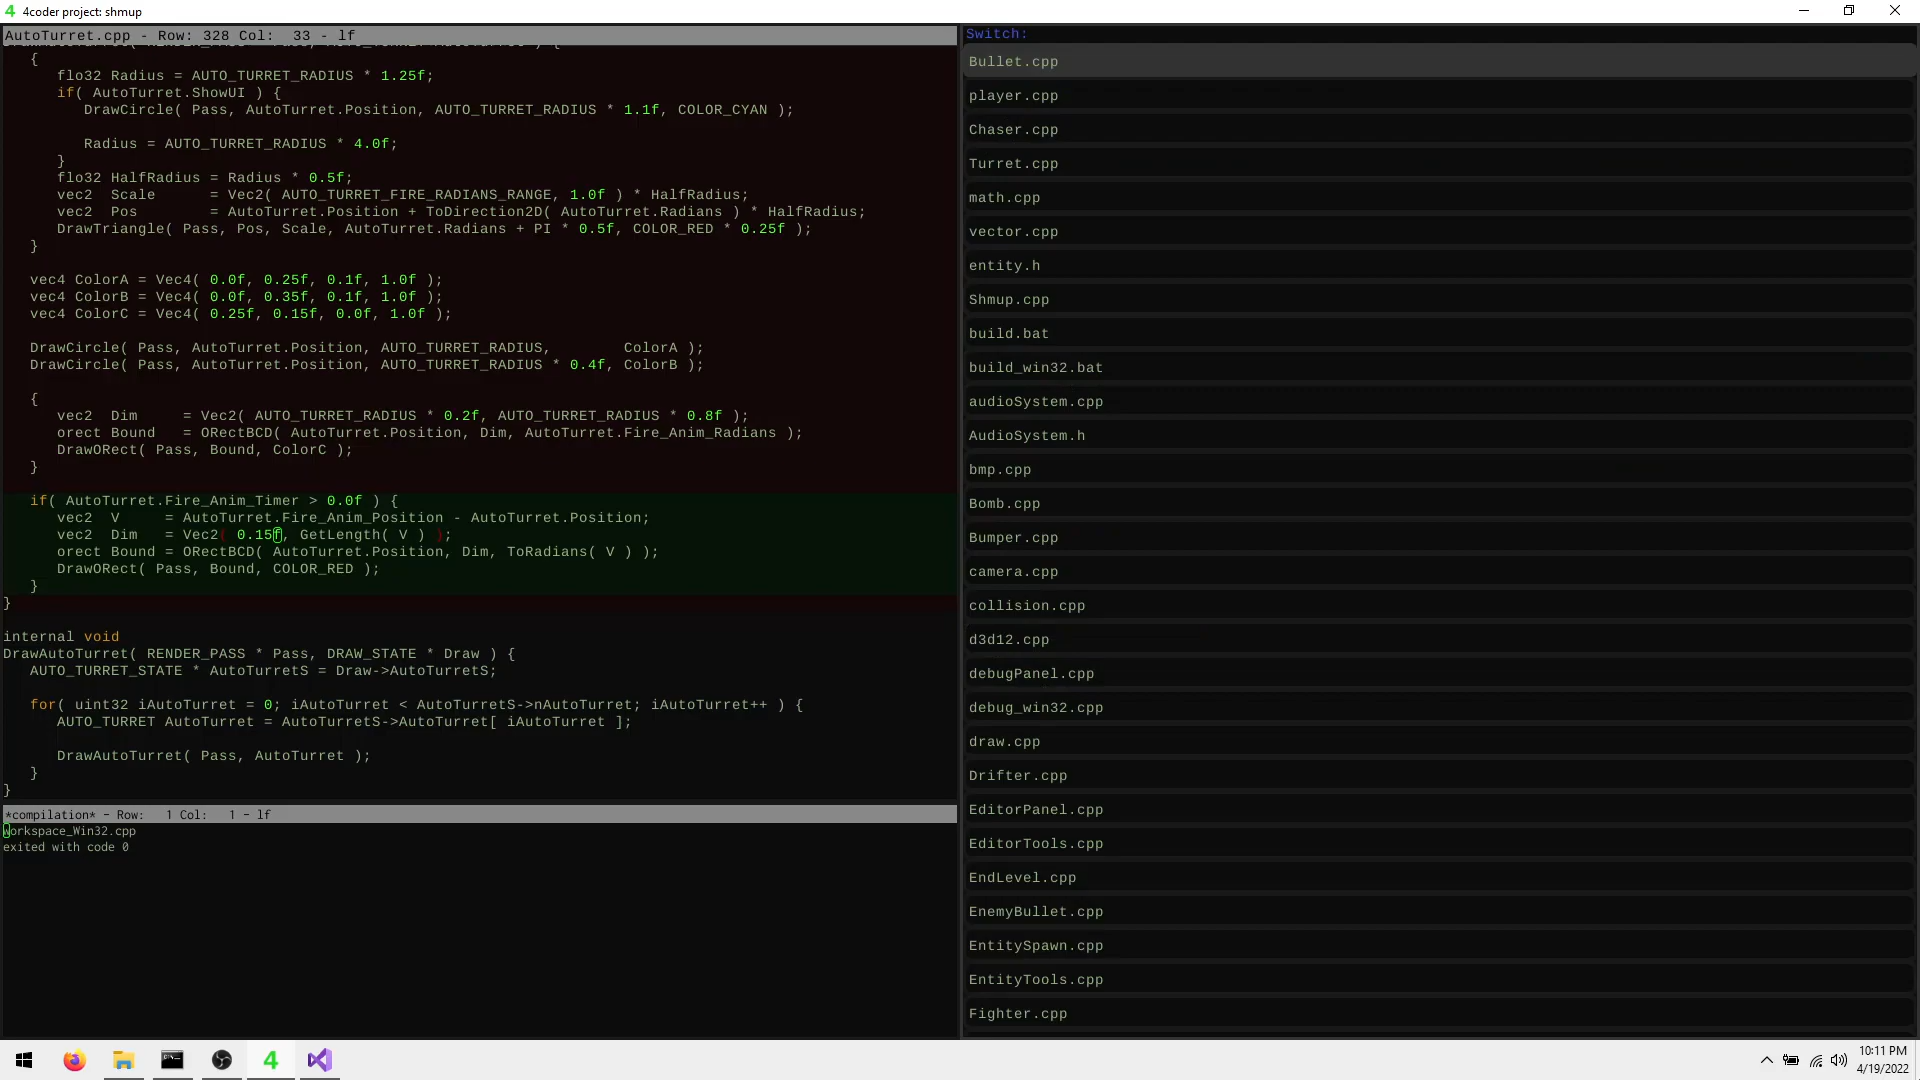 4coder project: shmup
AutoTurret.cpp - Row: 328 Col:  33 - lf
{
flo32 Radius = AUTO_TURRET_RADIUS * 1.25f;
if( AutoTurret.ShowUI ) {
DrawCircle( Pass, AutoTurret.Position, AUTO_TURRET_RADIUS * 1.1f, COLOR_CYAN );
Radius = AUTO_TURRET_RADIUS * 4.0f;
}
flo32 HalfRadius = Radius * 0.5f;
vec2  Scale      = Vec2( AUTO_TURRET_FIRE_RADIANS_RANGE, 1.0f ) * HalfRadius;
vec2  Pos        = AutoTurret.Position + ToDirection2D( AutoTurret.Radians ) * HalfRadius;
DrawTriangle( Pass, Pos, Scale, AutoTurret.Radians + PI * 0.5f, COLOR_RED * 0.25f );
}
vec4 ColorA = Vec4( 0.0f, 0.25f, 0.1f, 1.0f );
vec4 ColorB = Vec4( 0.0f, 0.35f, 0.1f, 1.0f );
vec4 ColorC = Vec4( 0.25f, 0.15f, 0.0f, 1.0f );
DrawCircle( Pass, AutoTurret.Position, AUTO_TURRET_RADIUS,        ColorA );
DrawCircle( Pass, AutoTurret.Position, AUTO_TURRET_RADIUS * 0.4f, ColorB );
{
vec2  Dim     = Vec2( AUTO_TURRET_RADIUS * 0.2f, AUTO_TURRET_RADIUS * 0.8f );
orect Bound   = ORectBCD( AutoTurret.Position, Dim, AutoTurret.Fire_Anim_Radians );
DrawORect( Pass, Bound, ColorC );
}
if( AutoTurret.Fire_Anim_Timer > 0.0f ) {
vec2  V     = AutoTurret.Fire_Anim_Position - AutoTurret.Position;
vec2  Dim   = Vec2( 0.15f, GetLength( V ) );
orect Bound = ORectBCD( AutoTurret.Position, Dim, ToRadians( V ) );
DrawORect( Pass, Bound, COLOR_RED );
}
}
internal void
DrawAutoTurret( RENDER_PASS * Pass, DRAW_STATE * Draw ) {
AUTO_TURRET_STATE * AutoTurretS = Draw->AutoTurretS;
for( uint32 iAutoTurret = 0; iAutoTurret < AutoTurretS->nAutoTurret; iAutoTurret++ ) {
AUTO_TURRET AutoTurret = AutoTurretS->AutoTurret[ iAutoTurret ];
DrawAutoTurret( Pass, AutoTurret );
}
}
*compilation* - Row:   1 Col:   1 - lf
workspace_Win32.cpp
exited with code 0
Switch:
Bullet.cpp
player.cpp
Chaser.cpp
Turret.cpp
math.cpp
vector.cpp
entity.h
Shmup.cpp
build.bat
build_win32.bat
audioSystem.cpp
AudioSystem.h
bmp.cpp
Bomb.cpp
Bumper.cpp
camera.cpp
collision.cpp
d3d12.cpp
debugPanel.cpp
debug_win32.cpp
draw.cpp
Drifter.cpp
EditorPanel.cpp
EditorTools.cpp
EndLevel.cpp
EnemyBullet.cpp
EntitySpawn.cpp
EntityTools.cpp
Fighter.cpp
10:11 PM
4/19/2022